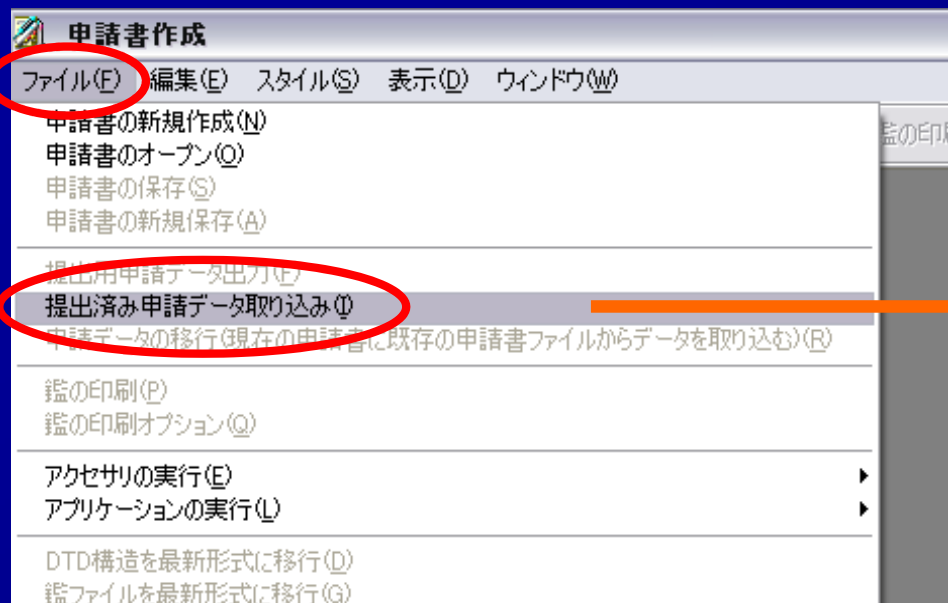 申請書作成
ファイル(F) 編集(E) スタイル(S) 表示(D) ウィンドウ(W)
申請書の新規作成(N)
申請書のオープン(O)
鑑の印刷
申請書の保存(S)
申請書の新規保存(A)
提出用申請データ出力(F)
提出済み申請データ取り込み(I)
申請データの移行(現在の申請書に既存の申請書ファイルからデータを取り込む)(R)
鑑の印刷(P)
鑑の印刷オプション(Q)
アクセサリの実行(E)
アプリケーションの実行(L)
DTD構造を最新形式に移行(D)
鑑ファイルを最新形式に移行(G)